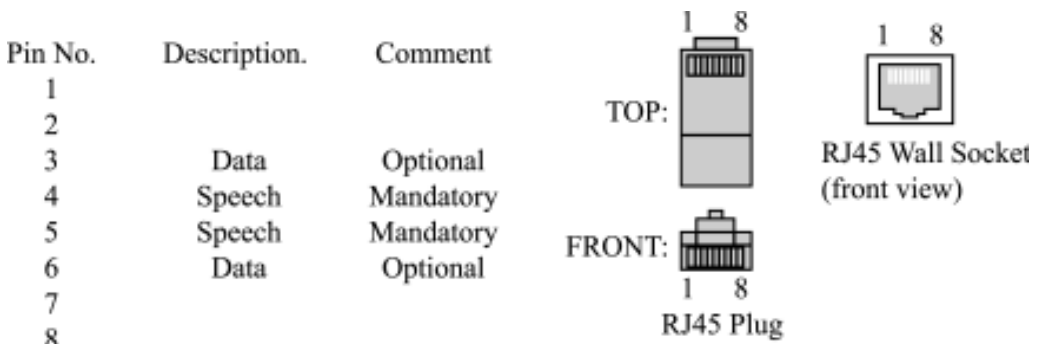 Pin No. Description. Comment
1
2
3 Data Optional
4 Speech Mandatory
5 Speech Mandatory
6 Data Optional
7
8
1 8
TOP:
FRONT:
1 8
RJ45 Plug
1 8
RJ45 Wall Socket
(front view)